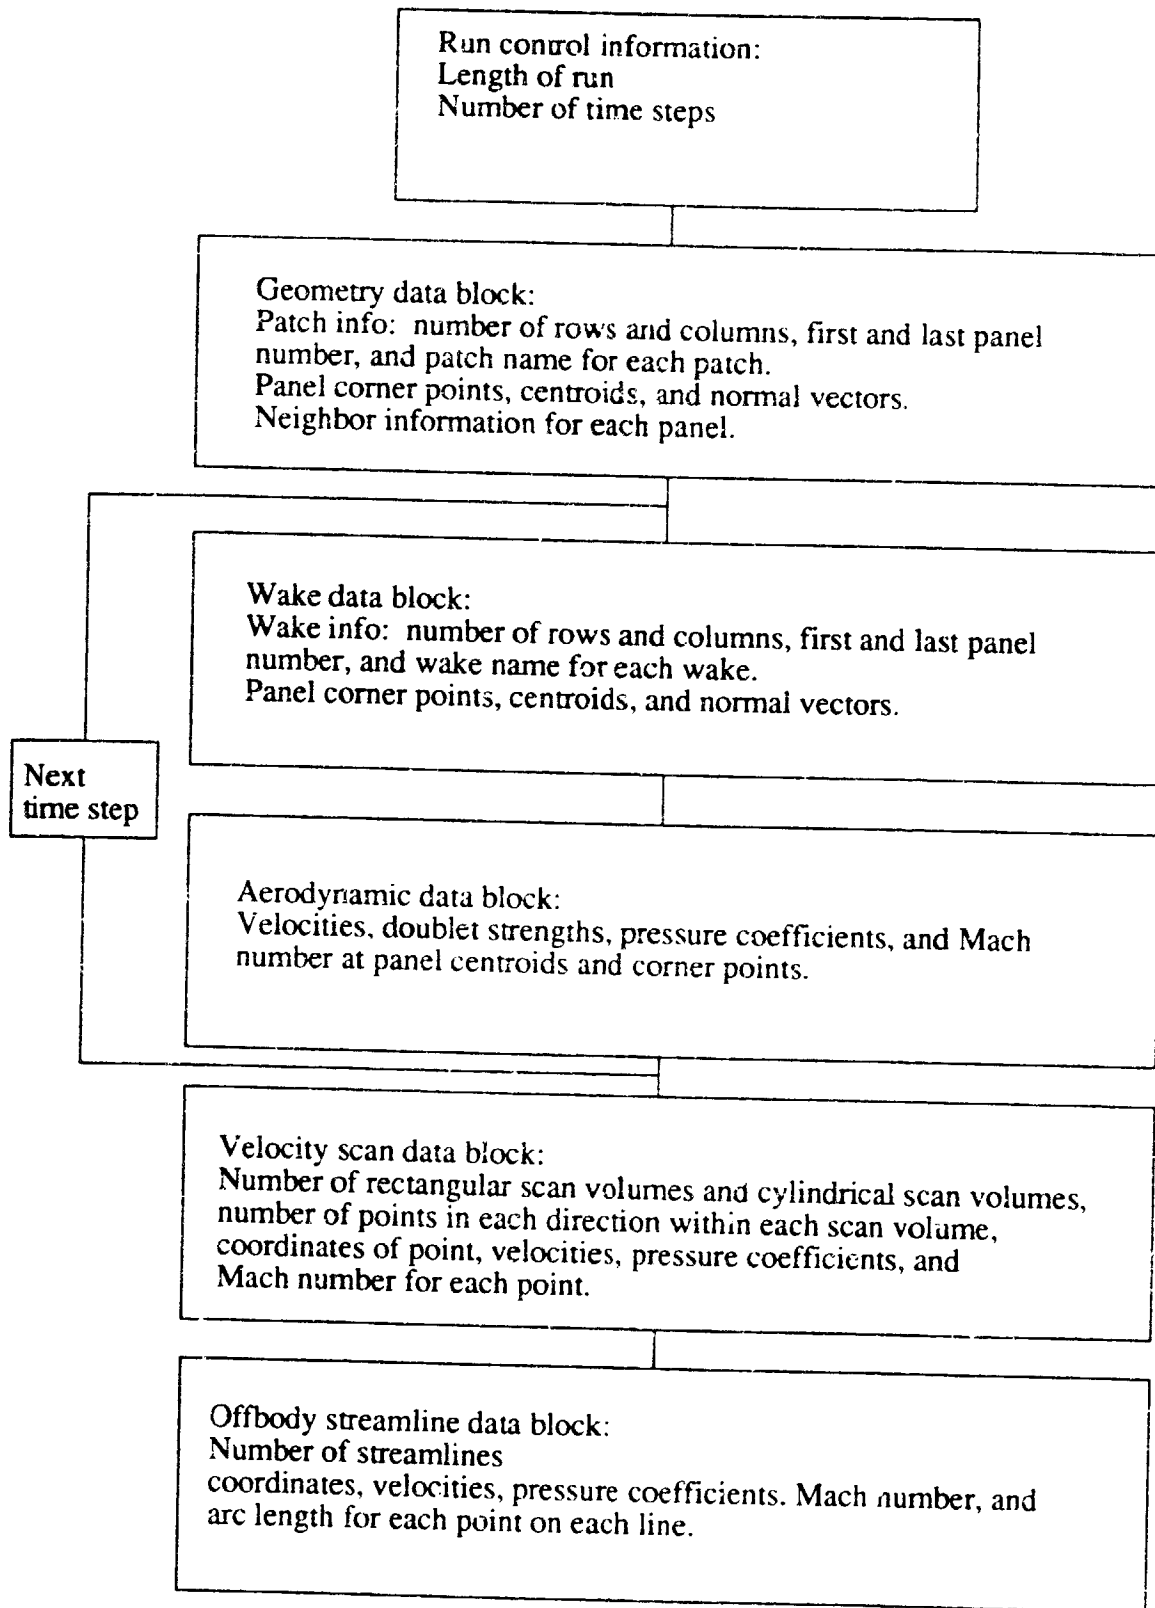 Run control information:
Length of run
Number of time steps
Geometry data block:
Patch info: number of rows and columns, first and last panel
number, and patch name for each patch.
Panel corner points, centroids, and normal vectors.
Neighbor information for each panel.
Wake data block:
Wake info: number of rows and columns, first and last panel
number, and wake name for each wake.
Panel corner points, centroids, and normal vectors.
Next
time step
Aerodynamic data block:
Velocities, doublet strengths, pressure coefficients, and Mach
number at panel centroids and corner points.
Velocity scan data block:
Number of rectangular scan volumes and cylindrical scan volumes,
number of points in each direction within each scan volume,
coordinates of point, velocities, pressure coefficients, and
Mach number for each point.
Offbody streamline data block:
Number of streamlines
coordinates, velocities, pressure coefficients. Mach number, and
arc length for each point on each line.